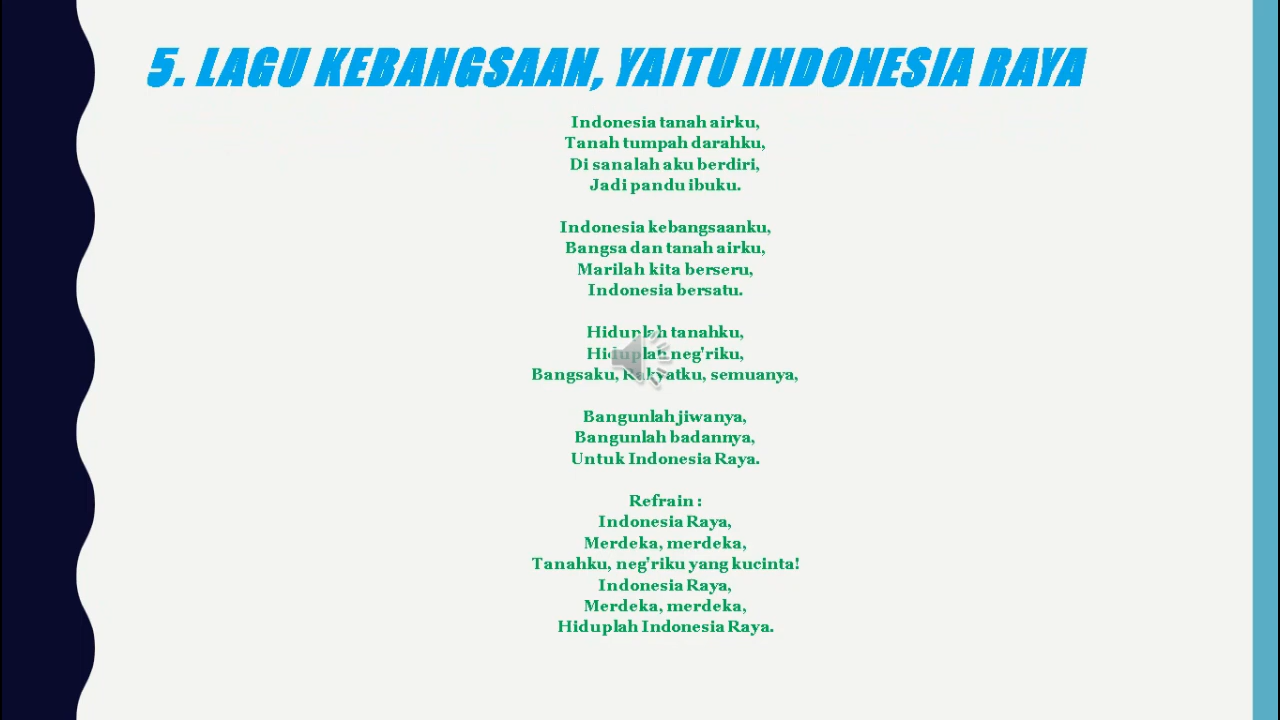 5. LAGU KEBANGSAAN, YAITU INDONESIA RAYA
Indonesia tanah airku,
Tanah tumpah darahku,
Di sanalah aku berdiri,
Jadi pandu ibuku.
Indonesia kebangsaanku,
Bangsa dan tanah airku,
Marilah kita berseru,
Indonesia bersatu.
Hiduplah tanahku,
Hiduplah neg'riku,
Bangsaku, Rakyatku, semuanya,
Bangunlah jiwanya,
Bangunlah badannya,
Untuk Indonesia Raya.
Refrain :
Indonesia Raya,
Merdeka, merdeka,
Tanahku, neg'riku yang kucinta!
Indonesia Raya,
Merdeka, merdeka,
Hiduplah Indonesia Raya.